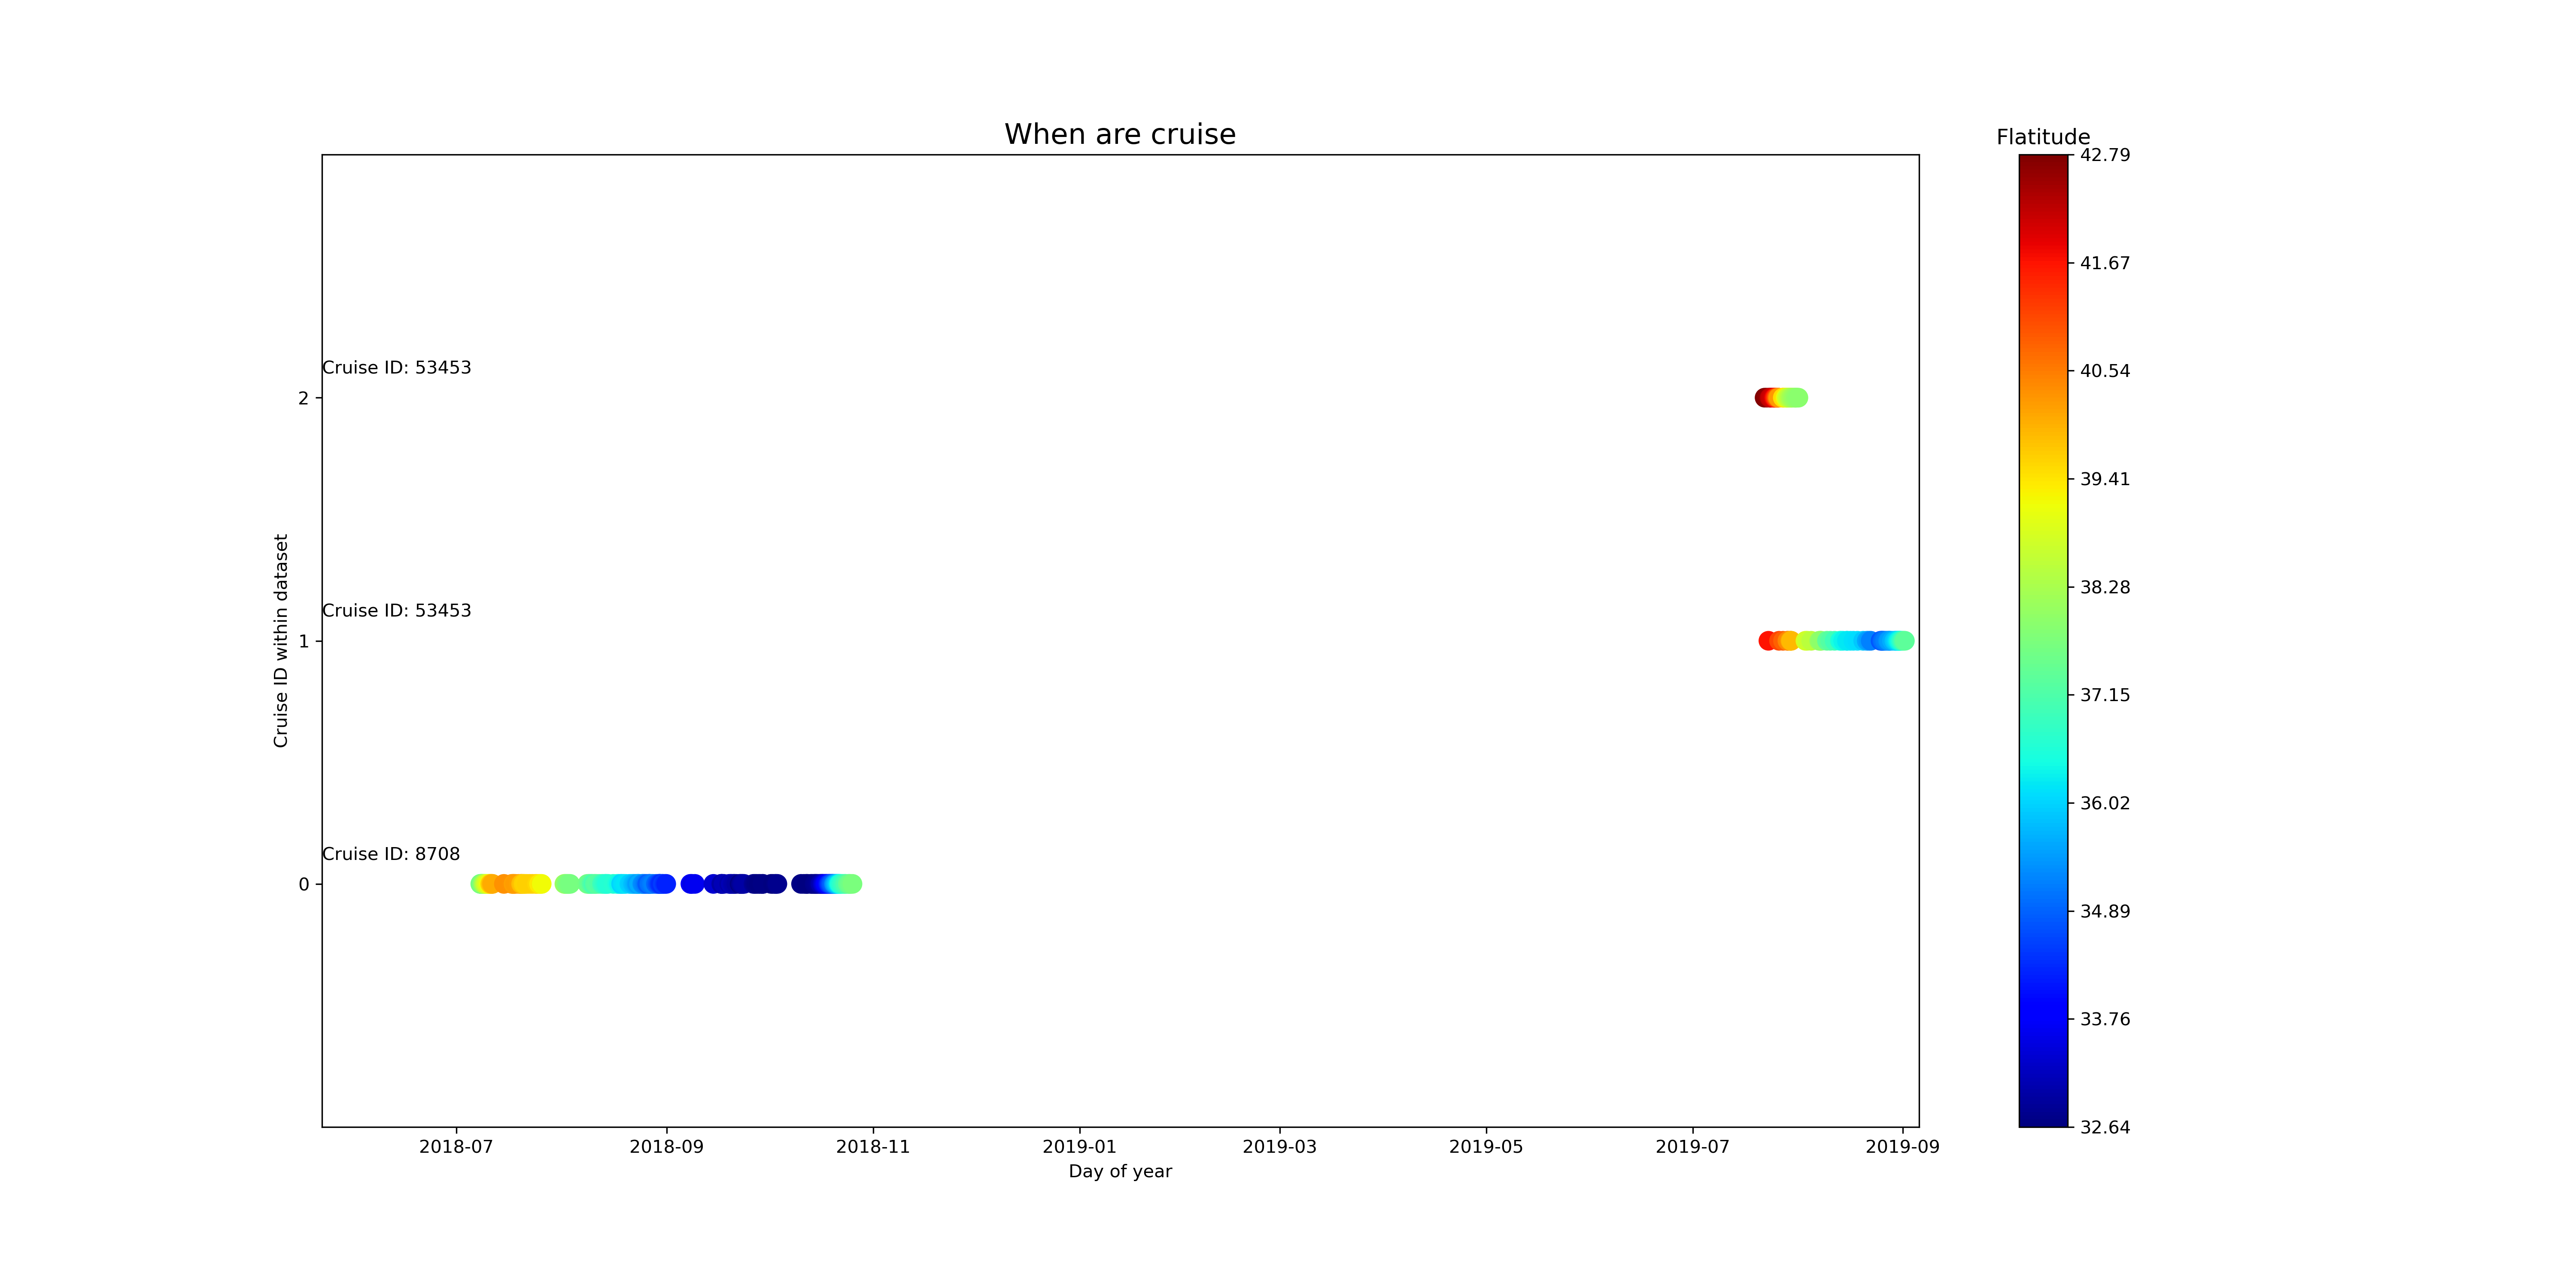 When are cruise
Flatitude
42.79
41.67
40.54
39.41
38.28
37.15
36.02
34.89
33.76
32.64
Cruise ID within dataset
2
1
0
Cruise ID: 53453
Cruise ID: 53453
Cruise ID: 8708
2018-07 2018-09 2018-11 2019-01 2019-03 2019-05 2019-07 2019-09
Day of year